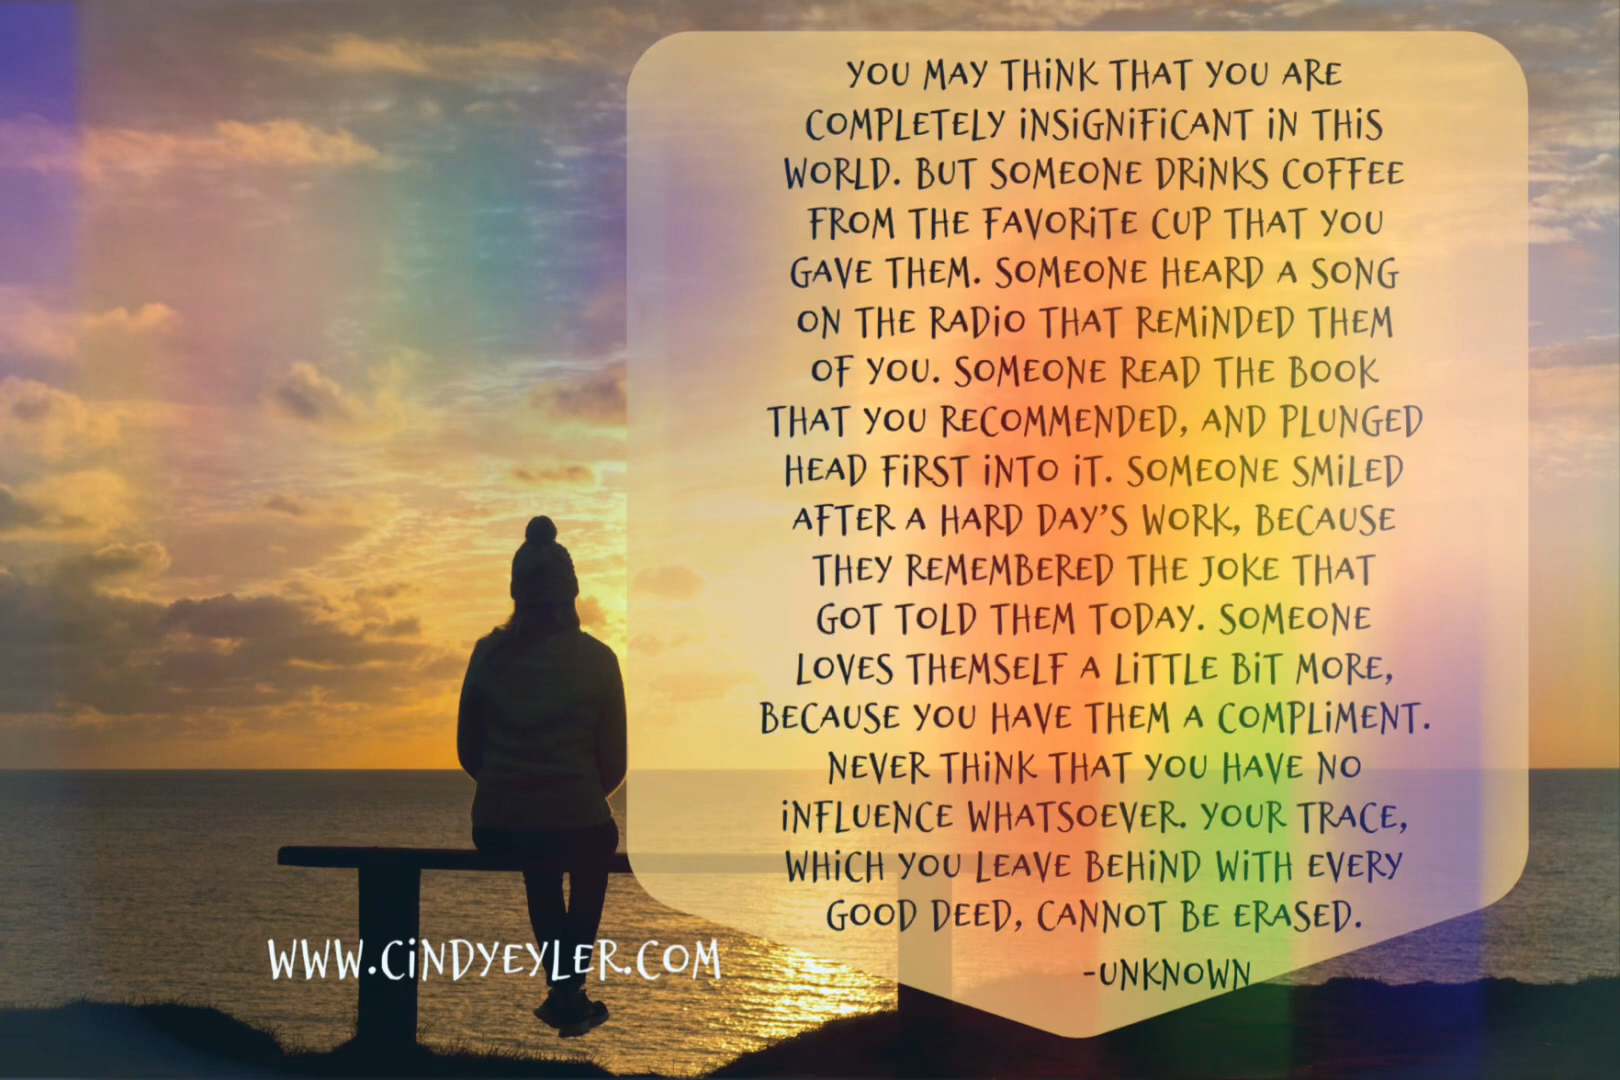 YOU MAY THiNK THAT YOU ARE
COMPLETELY iNSiGNiFiCANT iN THiS
WORLD. BUT SOMEONE DRiNKS COFFEE
FROM THE FAVORiTE CUP THAT YOU
GAVE THEM. SOMEONE HEARD A SONG
ON THE RADiO THAT REMiNDED THEM
OF YOU. SOMEONE READ THE BOOK
THAT YOU RECOMMENDED, AND PLUNGED
HEAD FiRST iNTO iT. SOMEONE SMiLED
AFTER A HARD DAY'S WORK, BECAUSE
THEY REMEMBERED THE JOKE THAT
GOT TOLD THEM TODAY. SOMEONE
LOVES THEMSELF A LiTTLE BiT MORE,
BECAUSE YOU HAVE THEM A COMPLiMENT.
NEVER THiNK THAT YOU HAVE NO
iNFLUENCE WHATSOEVER. YOUR TRACE,
WHiCH YOU LEAVE BEHiND WiTH EVERY
GOOD DEED, CANNOT BE ERASED.
-UNKNOWN
WWW.CiNDYEYLER.COM